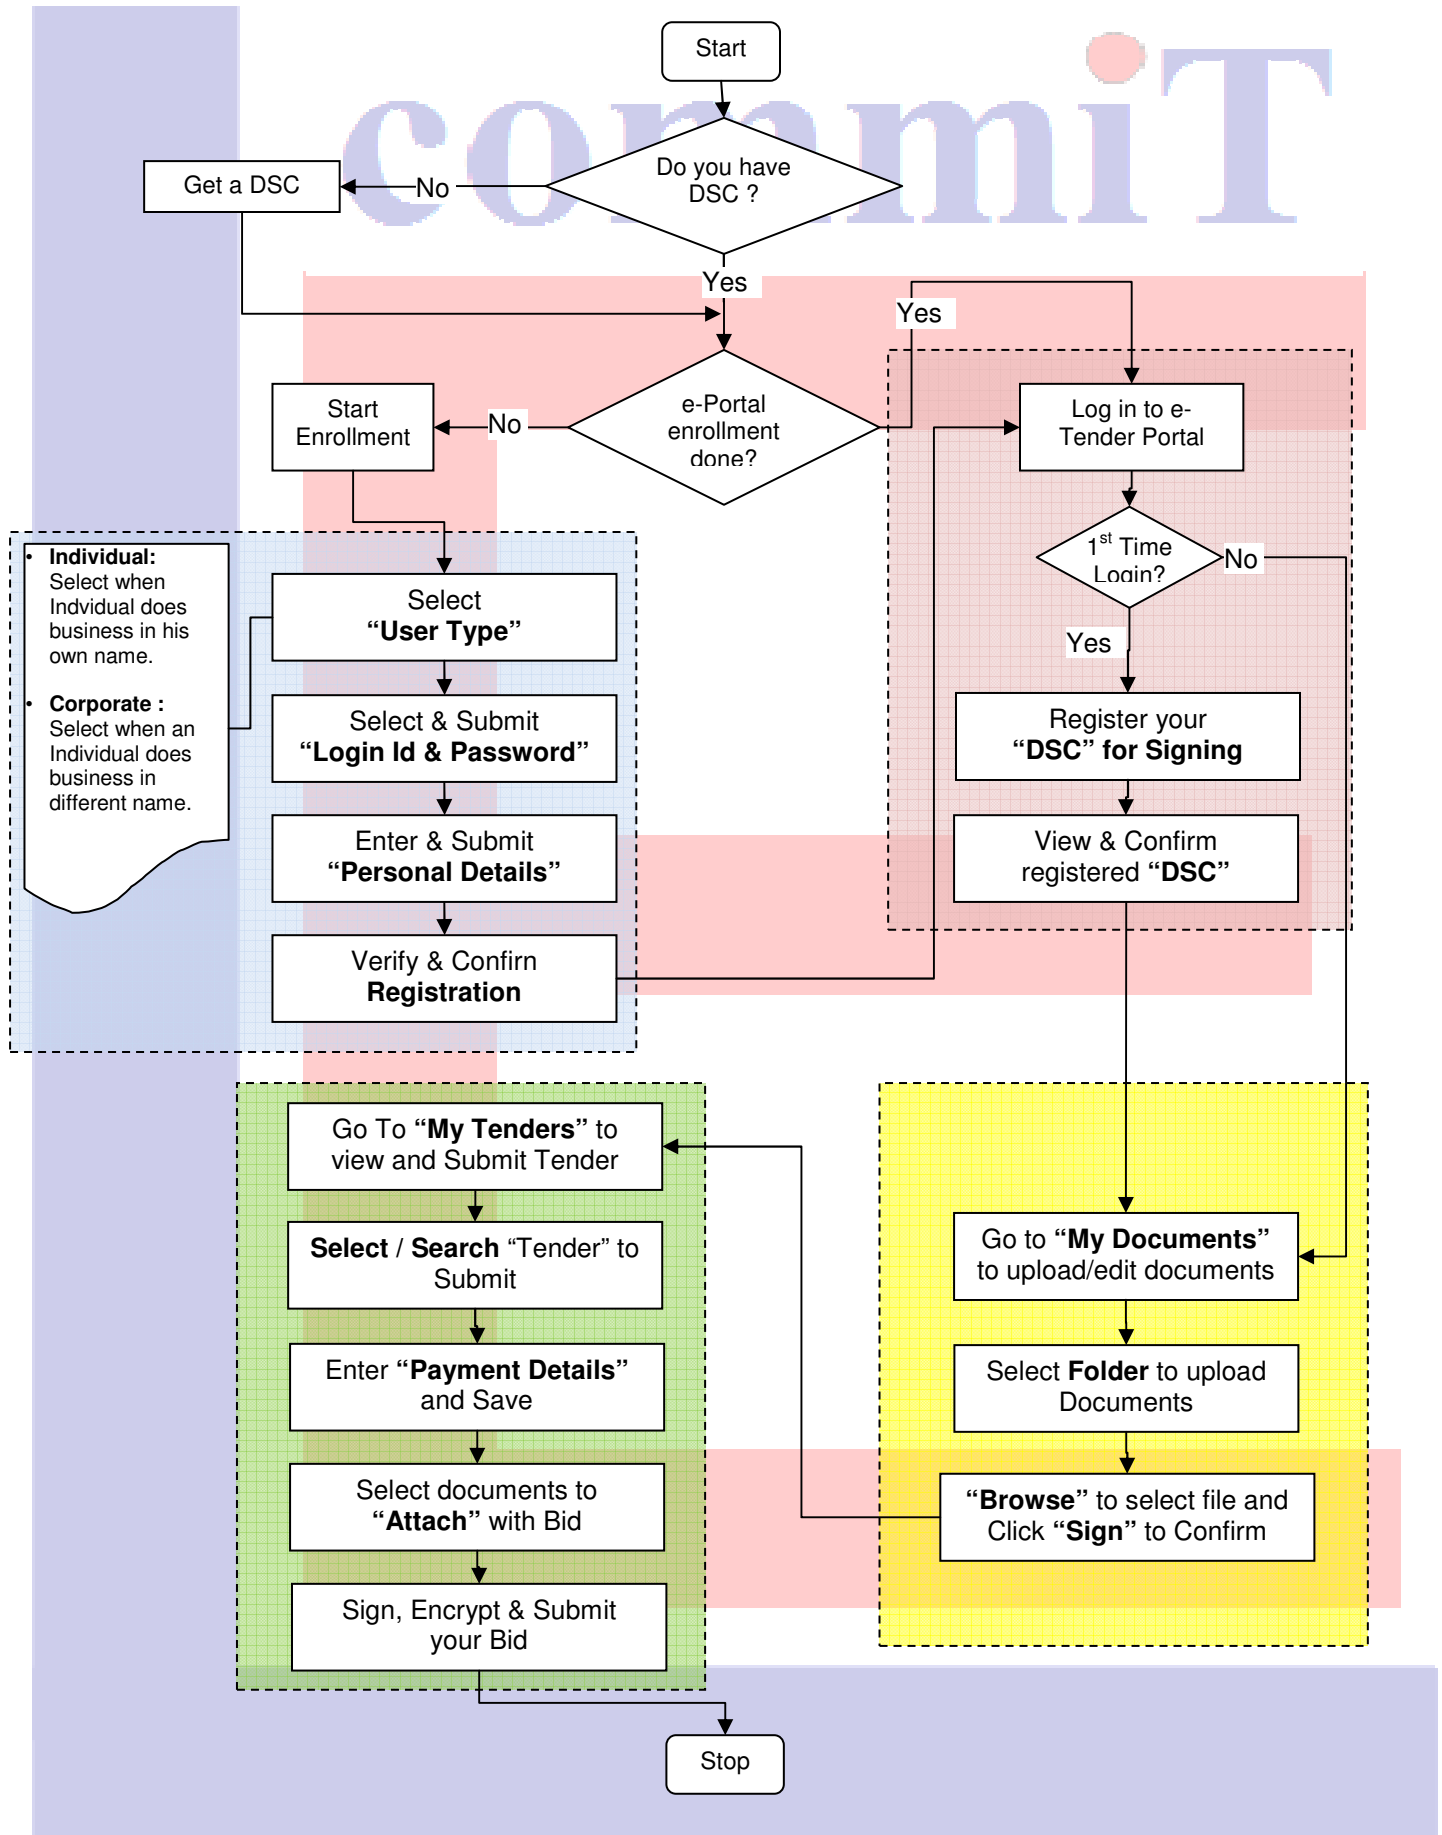 commiT
Start
Do you have
DSC ?
No
Get a DSC
Yes
Yes
e-Portal
enrollment
done?
No
Start
Enrollment
Log in to e-
Tender Portal
1st Time
Login?
No
Yes
• Individual:
Select when
Indvidual does
business in his
own name.
• Corporate :
Select when an
Individual does
business in
different name.
Select
“User Type”
Select & Submit
“Login Id & Password”
Enter & Submit
“Personal Details”
Verify & Confirn
Registration
Register your
“DSC” for Signing
View & Confirm
registered “DSC”
Go To “My Tenders” to
view and Submit Tender
Select / Search “Tender” to
Submit
Enter “Payment Details”
and Save
Select documents to
“Attach” with Bid
Sign, Encrypt & Submit
your Bid
Go to “My Documents”
to upload/edit documents
Select Folder to upload
Documents
“Browse” to select file and
Click “Sign” to Confirm
Stop